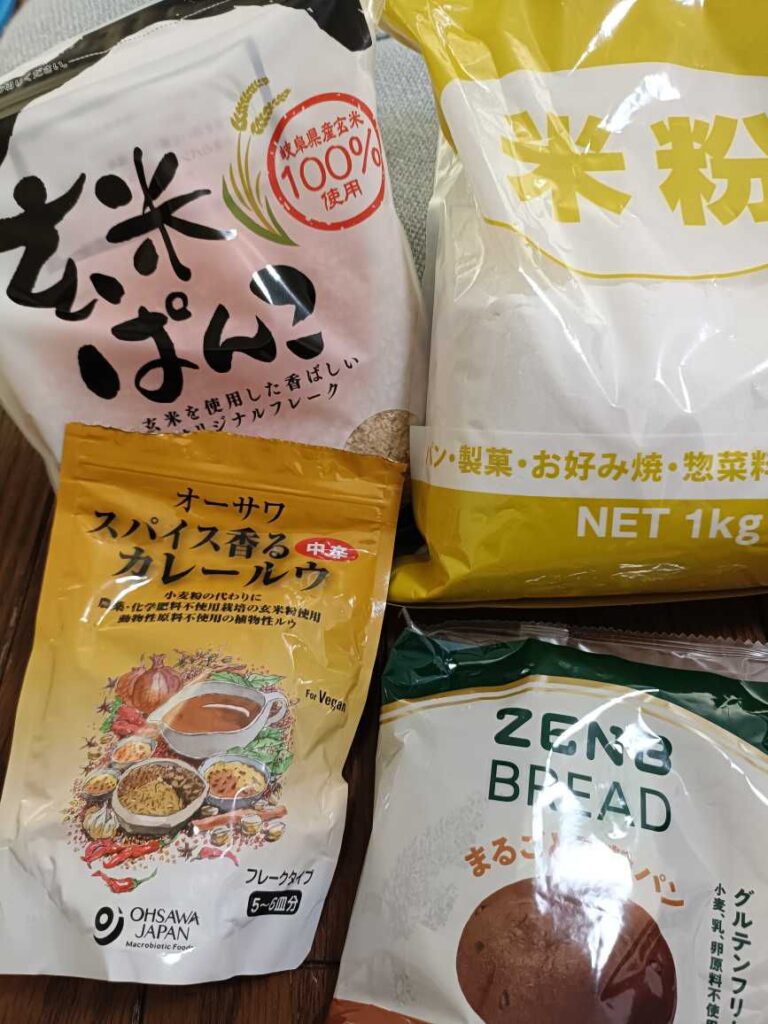 玄米
ぱんこ
岐阜県産玄米
100%
使用
玄米を使用した香ばしい
オリジナルフレーク
米粉
パン・製菓・お好み焼・惣菜料
NET 1kg
オーサワ
スパイス香る
中辛
カレールウ
小麦粉の代わりに
農薬・化学肥料不使用栽培の玄米粉使用
動物性原料不使用の植物性ルウ
For Vegan
フレークタイプ
5〜6皿分
OHSAWA
JAPAN
Macrobiotic Foods
ZENB
BREAD
まるごと
パン
グルテンフリー
小麦、乳、卵原料不使用